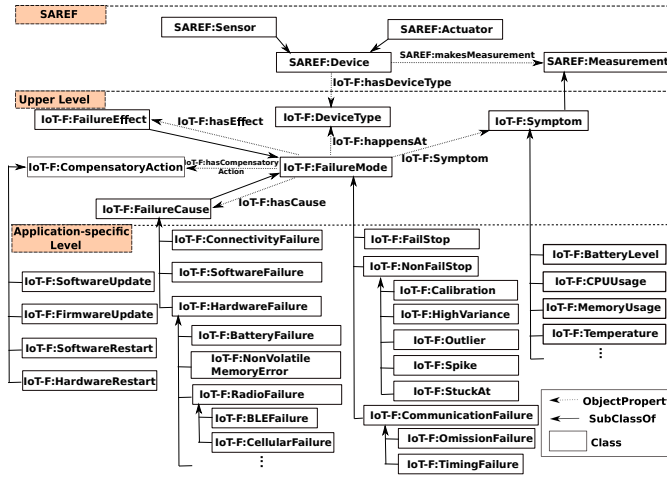 SAREF
SAREF:Sensor
SAREF:Actuator
SAREF:Device
SAREF:makesMeasurement
SAREF:Measurement
IoT-F:hasDeviceType
Upper Level
IoT-F:FailureEffect
IoT-F:hasEffect
IoT-F:DeviceType
IoT-F:Symptom
IoT-F:happensAt
IoT-F:Symptom
IoT-F:CompensatoryAction
IoT-F:hasCompensatory
Action
IoT-F:FailureMode
IoT-F:hasCause
IoT-F:FailureCause
Application-specific
Level
IoT-F:ConnectivityFailure
IoT-F:SoftwareFailure
IoT-F:HardwareFailure
IoT-F:BatteryFailure
IoT-F:NonVolatile
MemoryError
IoT-F:RadioFailure
IoT-F:BLEFailure
IoT-F:CellularFailure
...
IoT-F:SoftwareUpdate
IoT-F:FirmwareUpdate
IoT-F:SoftwareRestart
IoT-F:HardwareRestart
IoT-F:FailStop
IoT-F:NonFailStop
IoT-F:Calibration
IoT-F:HighVariance
IoT-F:Outlier
IoT-F:Spike
IoT-F:StuckAt
IoT-F:CommunicationFailure
IoT-F:OmissionFailure
IoT-F:TimingFailure
IoT-F:BatteryLevel
IoT-F:CPUUsage
IoT-F:MemoryUsage
IoT-F:Temperature
...
ObjectProperty
SubClassOf
Class